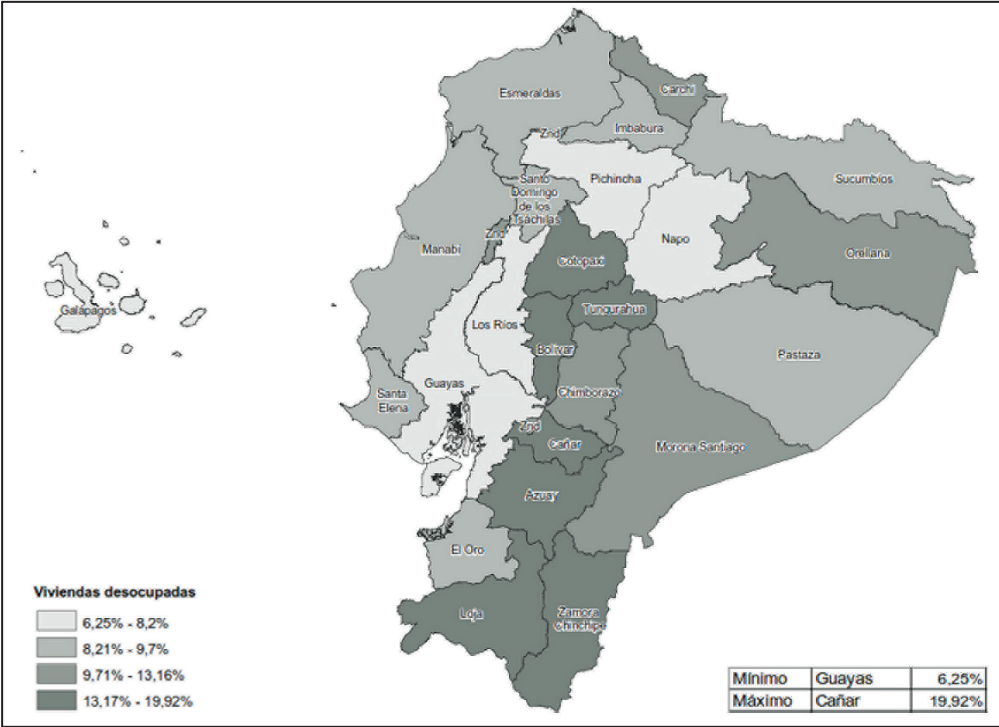 Esmeraldas
Carchi
Imbabura
Znd
Pichincha
Sucumbios
Santo
Domingo
de los
Tsáchilas
Znd
Manabí
Napo
Orellana
Cotopaxi
Galápagos
Tungurahua
Los Ríos
Bolívar
Pastaza
Guayas
Santa
Elena
Chimborazo
Znd
Cañar
Morona Santiago
Azuay
El Oro
Loja
Zamora
Chinchipe
Viviendas desocupadas
6,25% - 8,2%
8,21% - 9,7%
9,71% - 13,16%
13,17% - 19,92%
Mínimo Guayas 6,25%
Máximo Cañar 19,92%